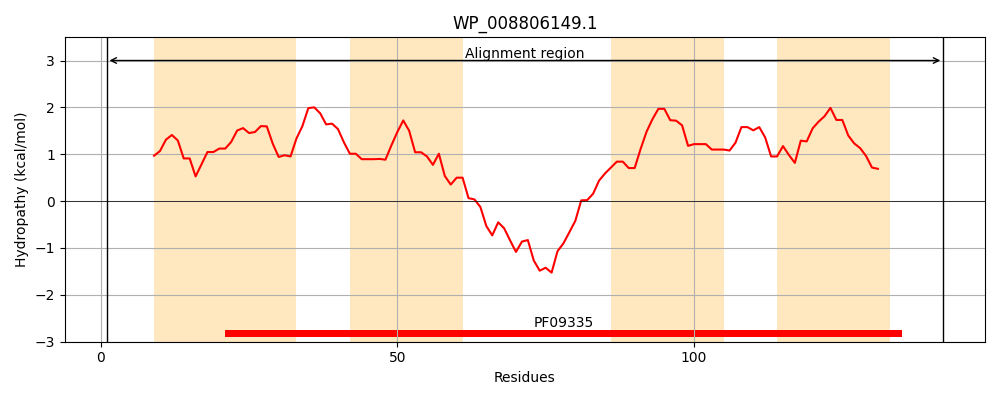 WP_008806149.1
Alignment region
Hydropathy (kcal/mol)
3
2
1
0
−1
−2
−3
PF09335
0 50 100
Residues